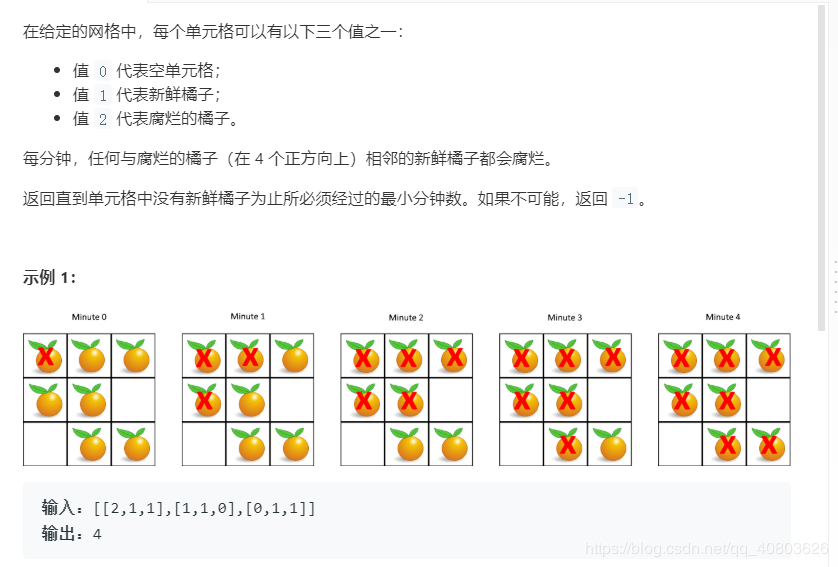 在给定的网格中，每个单元格可以有以下三个值之一：
值 0 代表空单元格；
值 1 代表新鲜橘子；
值 2 代表腐烂的橘子。
每分钟，任何与腐烂的橘子（在 4 个正方向上）相邻的新鲜橘子都会腐烂。
返回直到单元格中没有新鲜橘子为止所必须经过的最小分钟数。如果不可能，返回 -1。
示例 1：
Minute 0 Minute 1 Minute 2 Minute 3 Minute 4
输入：[[2,1,1],[1,1,0],[0,1,1]]
输出：4
https://blog.csdn.net/qq_40803626